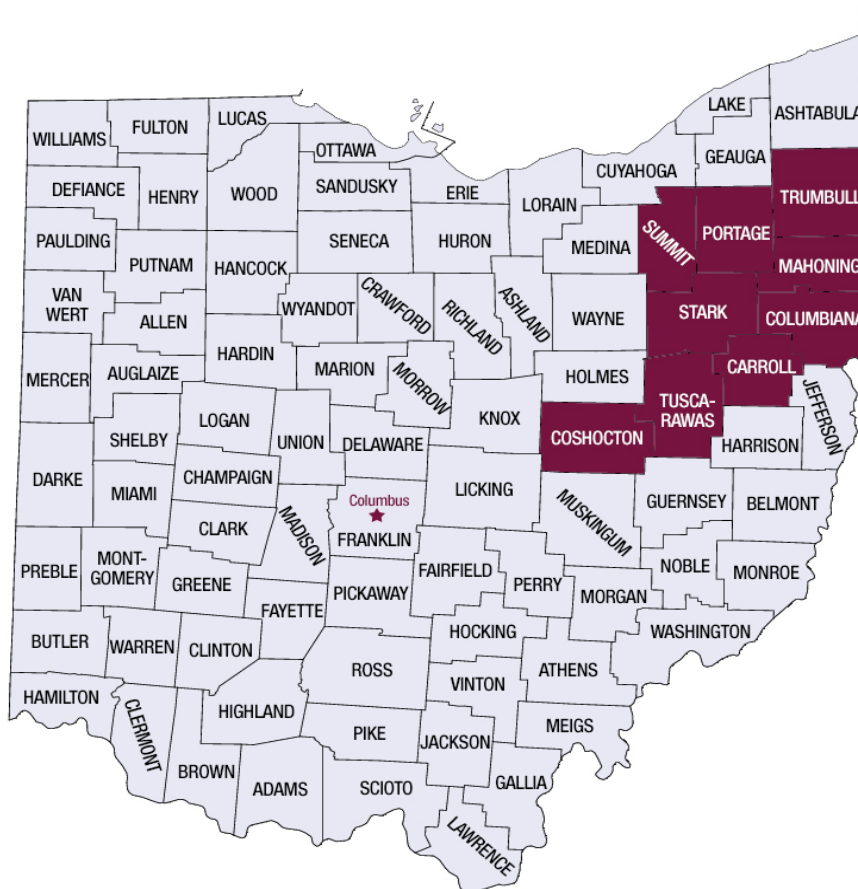 LAKE
ASHTABULA
LUCAS
FULTON
WILLIAMS
OTTAWA
GEAUGA
CUYAHOGA
DEFIANCE
HENRY
WOOD
SANDUSKY
ERIE
LORAIN
TRUMBULL
PAULDING
SENECA
HURON
MEDINA
SUMMIT
PORTAGE
PUTNAM
HANCOCK
MAHONING
VAN
WERT
ALLEN
WYANDOT
CRAWFORD
RICHLAND
ASHLAND
WAYNE
STARK
COLUMBIANA
HARDIN
MERCER
AUGLAIZE
MARION
MORROW
HOLMES
CARROLL
JEFFERSON
TUSCA-
RAWAS
LOGAN
KNOX
SHELBY
UNION
DELAWARE
COSHOCTON
HARRISON
DARKE
CHAMPAIGN
MIAMI
LICKING
MUSKINGUM
GUERNSEY
BELMONT
Columbus
CLARK
MADISON
FRANKLIN
PREBLE
MONT-
GOMERY
GREENE
FAIRFIELD
PERRY
NOBLE
MONROE
FAYETTE
PICKAWAY
MORGAN
BUTLER
WARREN
CLINTON
HOCKING
WASHINGTON
ROSS
ATHENS
VINTON
HAMILTON
CLERMONT
HIGHLAND
PIKE
JACKSON
MEIGS
BROWN
ADAMS
SCIOTO
GALLIA
LAWRENCE